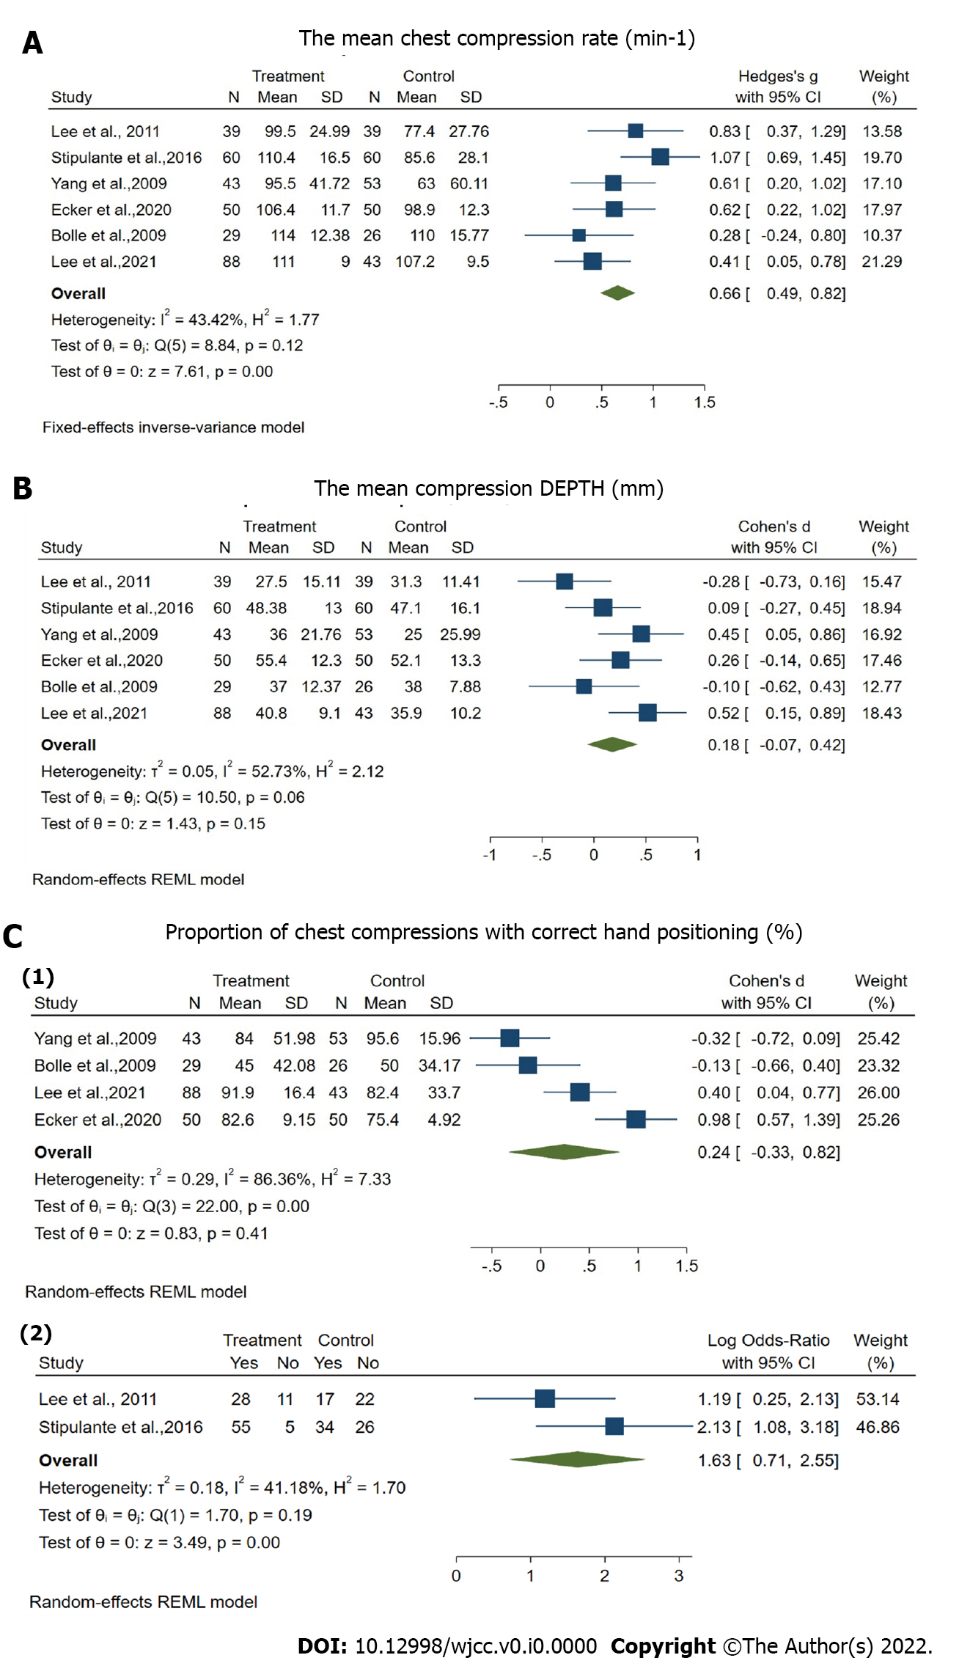 A
The mean chest compression rate (min-1)
Treatment Control Hedges's g Weight
Study N Mean SD N Mean SD with 95% CI (%)
Lee et al., 2011 39 99.5 24.99 39 77.4 27.76 0.83 [ 0.37, 1.29] 13.58
Stipulante et al.,2016 60 110.4 16.5 60 85.6 28.1 1.07 [ 0.69, 1.45] 19.70
Yang et al.,2009 43 95.5 41.72 53 63 60.11 0.61 [ 0.20, 1.02] 17.10
Ecker et al.,2020 50 106.4 11.7 50 98.9 12.3 0.62 [ 0.22, 1.02] 17.97
Bolle et al.,2009 29 114 12.38 26 110 15.77 0.28 [ -0.24, 0.80] 10.37
Lee et al.,2021 88 111 9 43 107.2 9.5 0.41 [ 0.05, 0.78] 21.29
Overall 0.66 [ 0.49, 0.82]
Heterogeneity: I² = 43.42%, H² = 1.77
Test of θᵢ = θⱼ: Q(5) = 8.84, p = 0.12
Test of θ = 0: z = 7.61, p = 0.00
-.5 0 .5 1 1.5
Fixed-effects inverse-variance model
B
The mean compression DEPTH (mm)
Treatment Control Cohen's d Weight
Study N Mean SD N Mean SD with 95% CI (%)
Lee et al., 2011 39 27.5 15.11 39 31.3 11.41 -0.28 [ -0.73, 0.16] 15.47
Stipulante et al.,2016 60 48.38 13 60 47.1 16.1 0.09 [ -0.27, 0.45] 18.94
Yang et al.,2009 43 36 21.76 53 25 25.99 0.45 [ 0.05, 0.86] 16.92
Ecker et al.,2020 50 55.4 12.3 50 52.1 13.3 0.26 [ -0.14, 0.65] 17.46
Bolle et al.,2009 29 37 12.37 26 38 7.88 -0.10 [ -0.62, 0.43] 12.77
Lee et al.,2021 88 40.8 9.1 43 35.9 10.2 0.52 [ 0.15, 0.89] 18.43
Overall 0.18 [ -0.07, 0.42]
Heterogeneity: τ² = 0.05, I² = 52.73%, H² = 2.12
Test of θᵢ = θⱼ: Q(5) = 10.50, p = 0.06
Test of θ = 0: z = 1.43, p = 0.15
-1 -.5 0 .5 1
Random-effects REML model
C
Proportion of chest compressions with correct hand positioning (%)
(1)
Treatment Control Cohen's d Weight
Study N Mean SD N Mean SD with 95% CI (%)
Yang et al.,2009 43 84 51.98 53 95.6 15.96 -0.32 [ -0.72, 0.09] 25.42
Bolle et al.,2009 29 45 42.08 26 50 34.17 -0.13 [ -0.66, 0.40] 23.32
Lee et al.,2021 88 91.9 16.4 43 82.4 33.7 0.40 [ 0.04, 0.77] 26.00
Ecker et al.,2020 50 82.6 9.15 50 75.4 4.92 0.98 [ 0.57, 1.39] 25.26
Overall 0.24 [ -0.33, 0.82]
Heterogeneity: τ² = 0.29, I² = 86.36%, H² = 7.33
Test of θᵢ = θⱼ: Q(3) = 22.00, p = 0.00
Test of θ = 0: z = 0.83, p = 0.41
-.5 0 .5 1 1.5
Random-effects REML model
(2)
Treatment Control Log Odds-Ratio Weight
Study Yes No Yes No with 95% CI (%)
Lee et al., 2011 28 11 17 22 1.19 [ 0.25, 2.13] 53.14
Stipulante et al.,2016 55 5 34 26 2.13 [ 1.08, 3.18] 46.86
Overall 1.63 [ 0.71, 2.55]
Heterogeneity: τ² = 0.18, I² = 41.18%, H² = 1.70
Test of θᵢ = θⱼ: Q(1) = 1.70, p = 0.19
Test of θ = 0: z = 3.49, p = 0.00
0 1 2 3
Random-effects REML model
DOI: 10.12998/wjcc.v0.i0.0000 Copyright ©The Author(s) 2022.